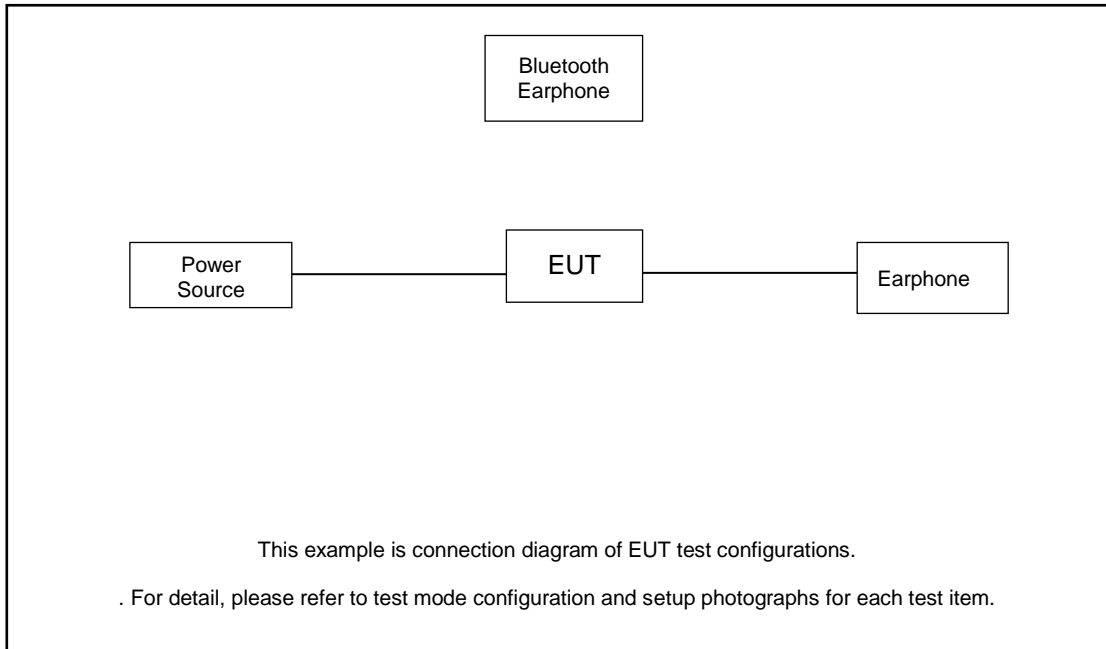 Bluetooth
Earphone
Power
Source
EUT
Earphone
This example is connection diagram of EUT test configurations.
. For detail, please refer to test mode configuration and setup photographs for each test item.